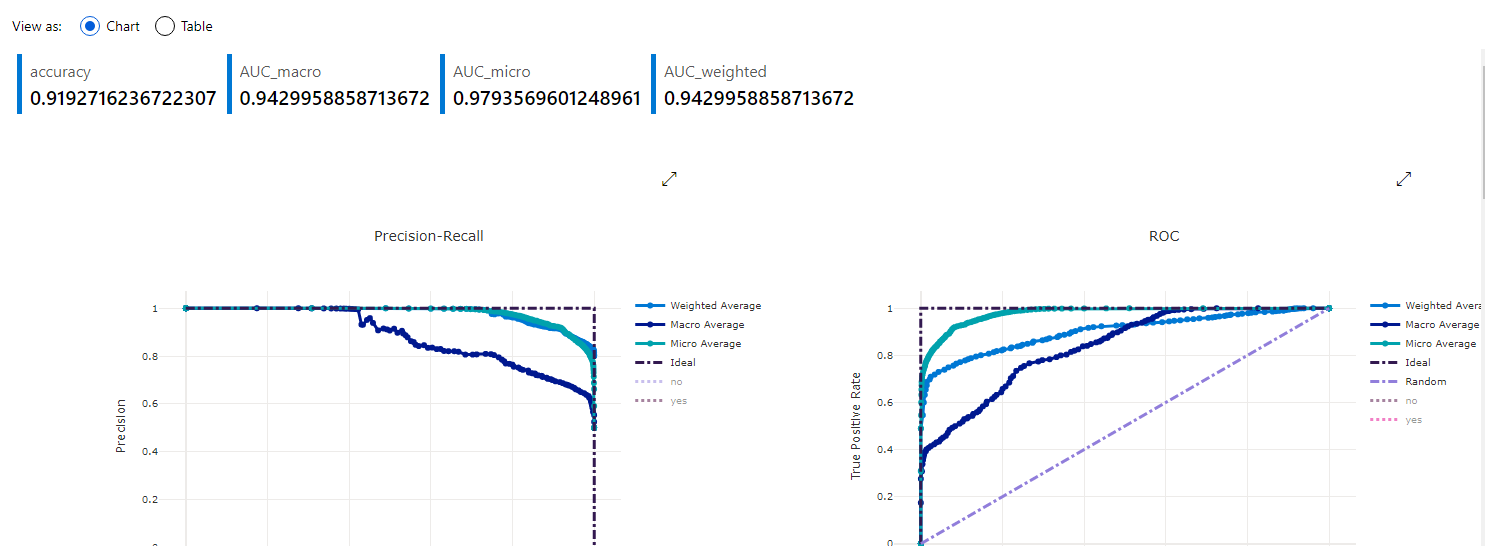 View as: Chart Table
accuracy AUC_macro AUC_micro AUC_weighted
0.9192716236722307 0.9429958858713672 0.9793569601248961 0.9429958858713672
Precision-Recall
Precision
1
0.8
0.6
0.4
0.2
Weighted Average
Macro Average
Micro Average
Ideal
no
yes
ROC
True Positive Rate
1
0.8
0.6
0.4
0.2
0
Weighted
Macro Average
Micro Average
Ideal
Random
no
yes